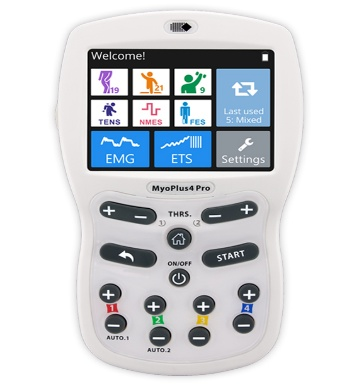 Welcome!
19 21 9
TENS NMES FES
Last used
5: Mixed
EMG ETS Settings
MyoPlus4 Pro
+ − THRS. − +
1 2
START
ON/OFF
+ + + +
1 2 3 4
− − − −
AUTO.1
AUTO.2